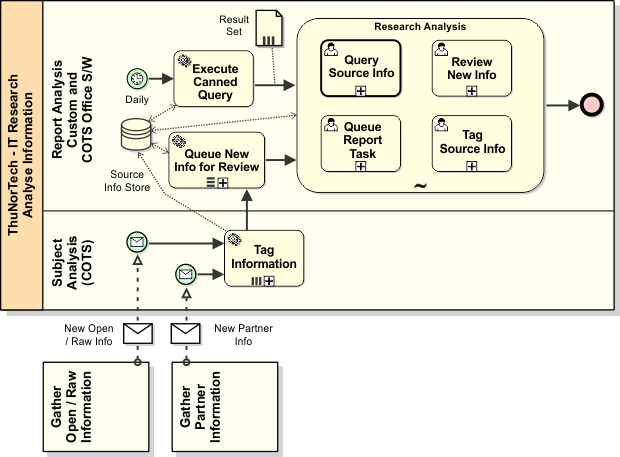 ThuNorTech - IT Research
Analyse Information
Report Analysis
Custom and
COTS Office S/W
Subject
Analysis
(COTS)
Result
Set
Daily
Execute
Canned
Query
Source
Info Store
Queue New
Info for Review
Research Analysis
Query
Source Info
Review
New Info
Queue
Report
Task
Tag
Source Info
~
Tag
Information
New Open
/ Raw Info
New Partner
Info
Gather
Open / Raw
Information
Gather
Partner
Information